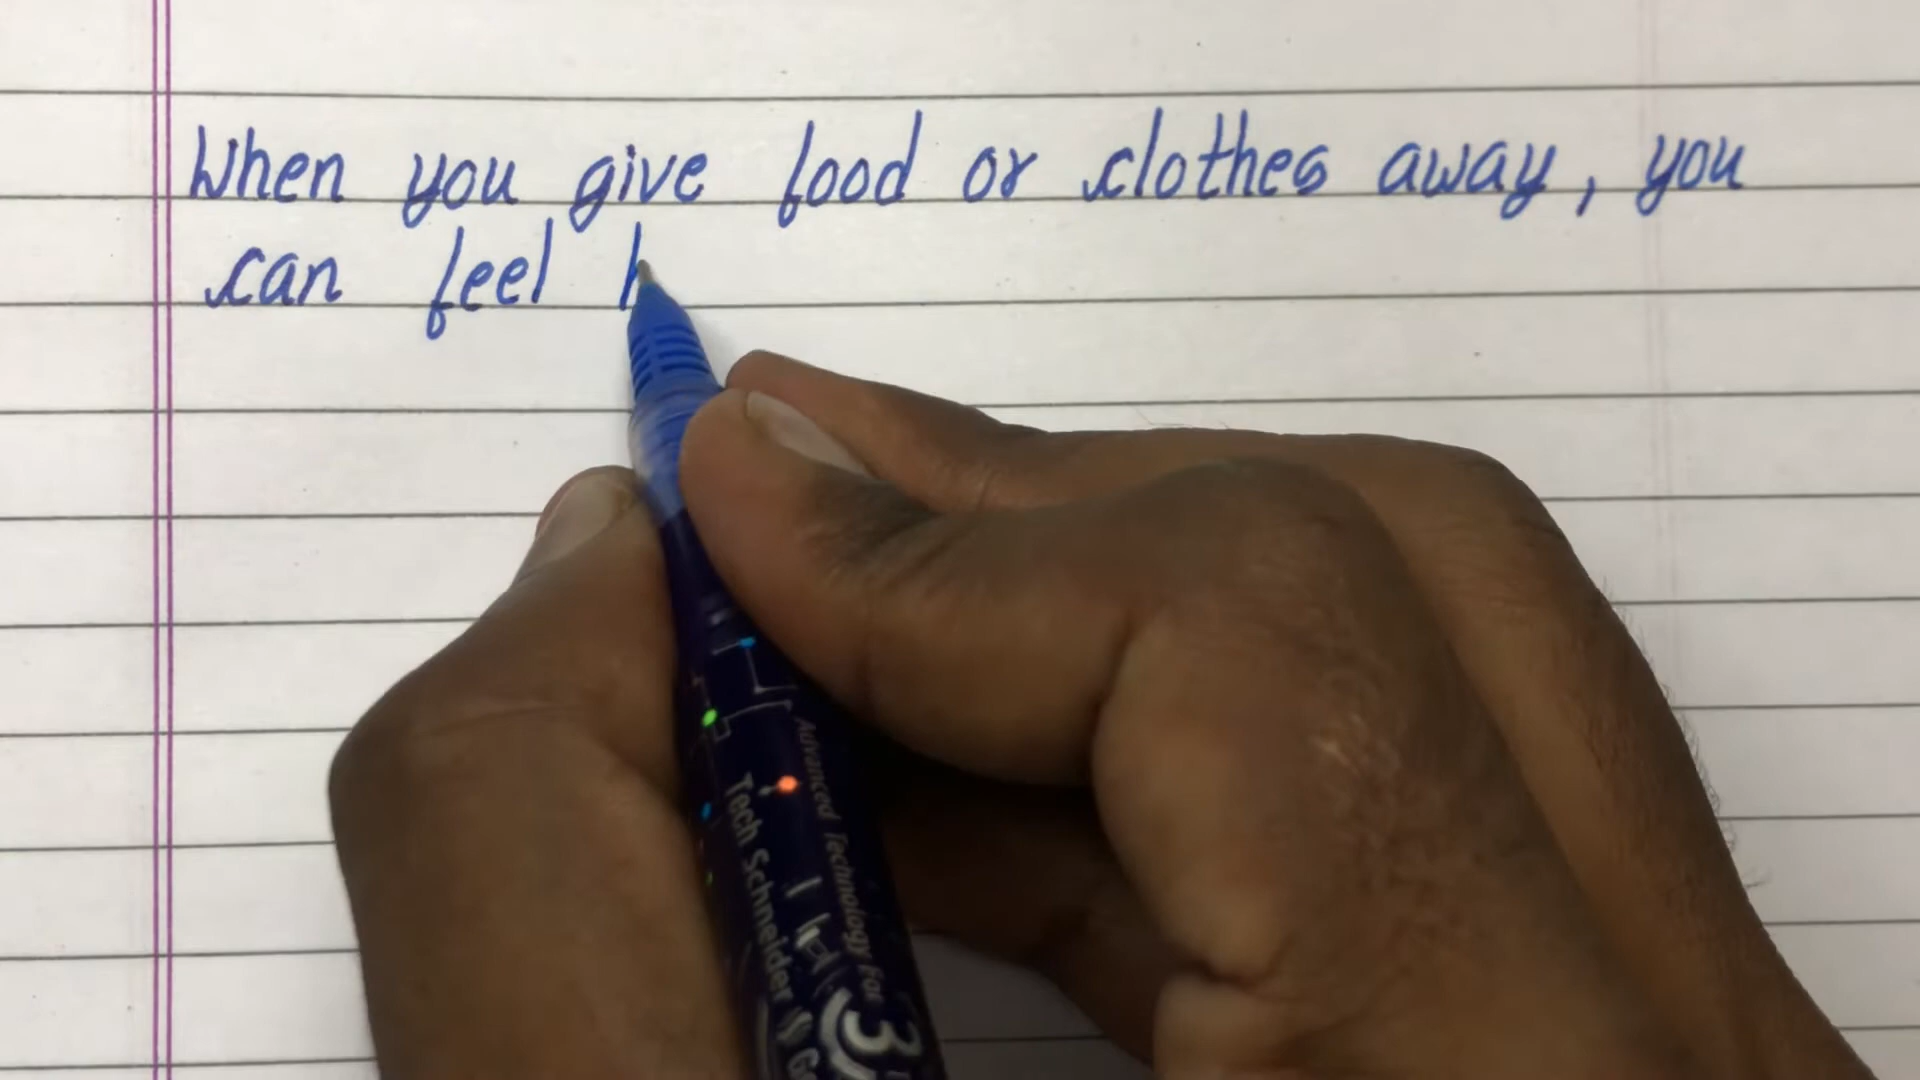 When you give food or clothes away, you
can feel h
Advanced Technology For
Tech Schneider G